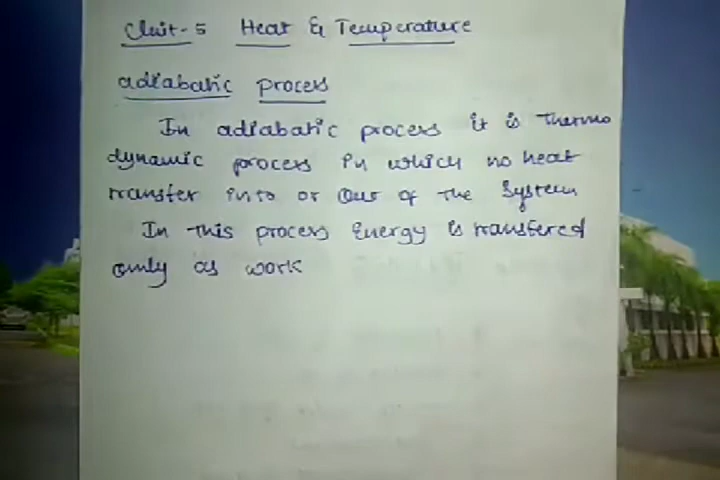 Unit-5 Heat & Temperature
adiabatic process
In adiabatic process it is Thermo
dynamic process in which no heat
transfer into or Out of the System
In this process Energy is transfered
only as work